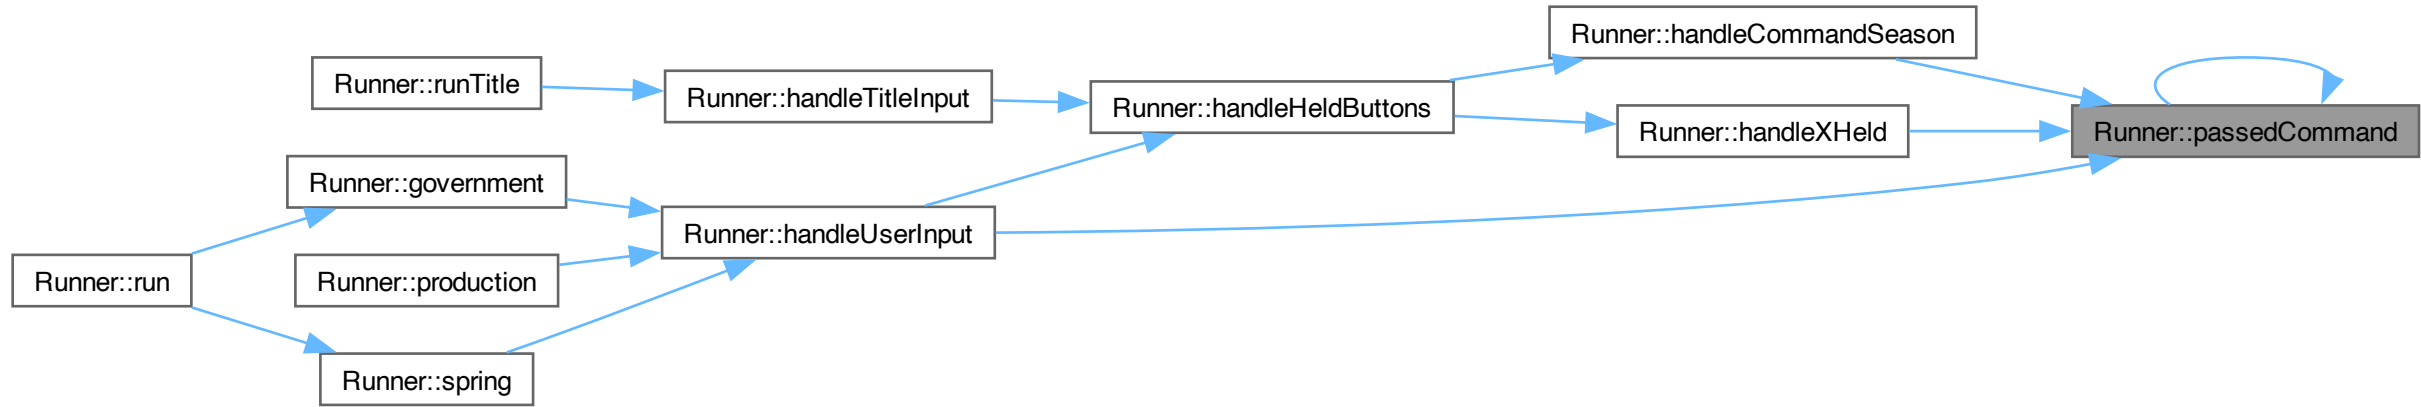 Runner::handleCommandSeason
Runner::runTitle
Runner::handleTitleInput
Runner::handleHeldButtons
Runner::handleXHeld
Runner::passedCommand
Runner::government
Runner::handleUserInput
Runner::run
Runner::production
Runner::spring